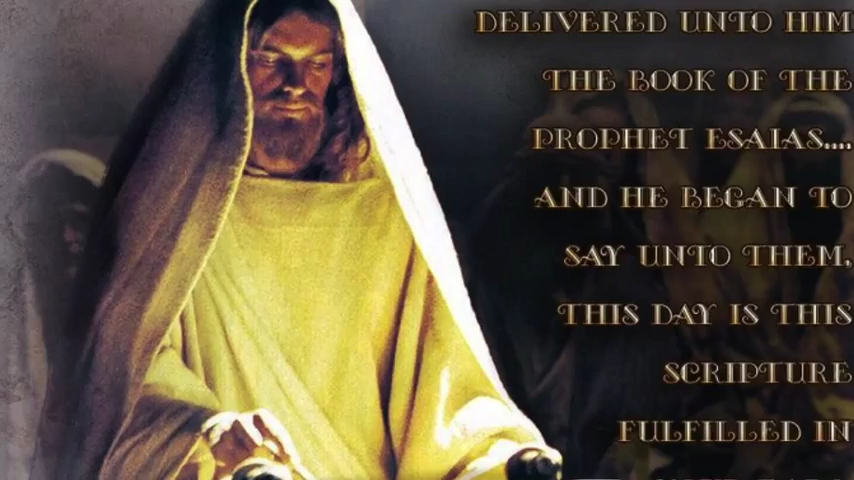 DELIVERED UNTO HIM
THE BOOK OF THE
PROPHET ESAIAS....
AND HE BEGAN TO
SAY UNTO THEM,
THIS DAY IS THIS
SCRIPTURE
FULFILLED IN